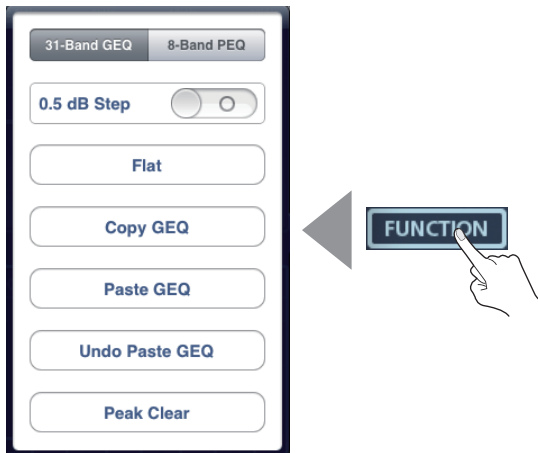 31-Band GEQ 8-Band PEQ
0.5 dB Step
Flat
Copy GEQ
FUNCTION
Paste GEQ
Undo Paste GEQ
Peak Clear